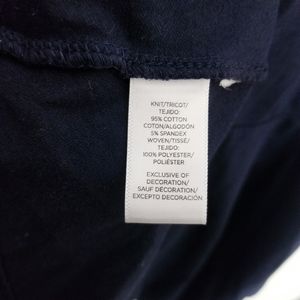 KNIT/TRICOT/
TEJIDO:
95% COTTON
COTON/ALGODÓN
5% SPANDEX
WOVEN/TISSÉ/
TEJIDO:
100% POLYESTER/
POLIÉSTER
EXCLUSIVE OF
DECORATION/
SAUF DÉCORATION/
EXCEPTO DECORACIÓN